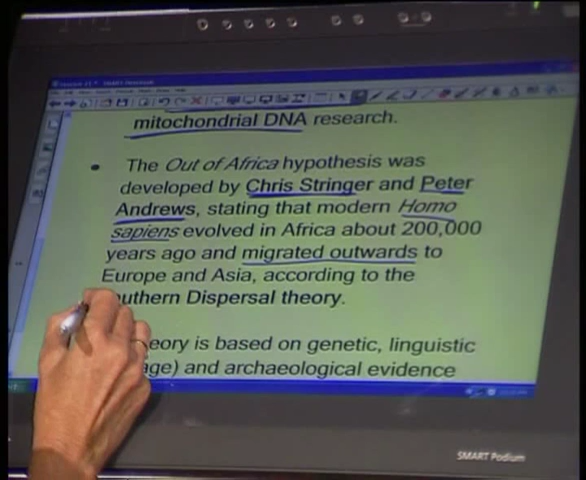 mitochondrial DNA research.
• The Out of Africa hypothesis was
developed by Chris Stringer and Peter
Andrews, stating that modern Homo
sapiens evolved in Africa about 200,000
years ago and migrated outwards to
Europe and Asia, according to the
uthern Dispersal theory.
eory is based on genetic, linguistic
age) and archaeological evidence
SMART Podium